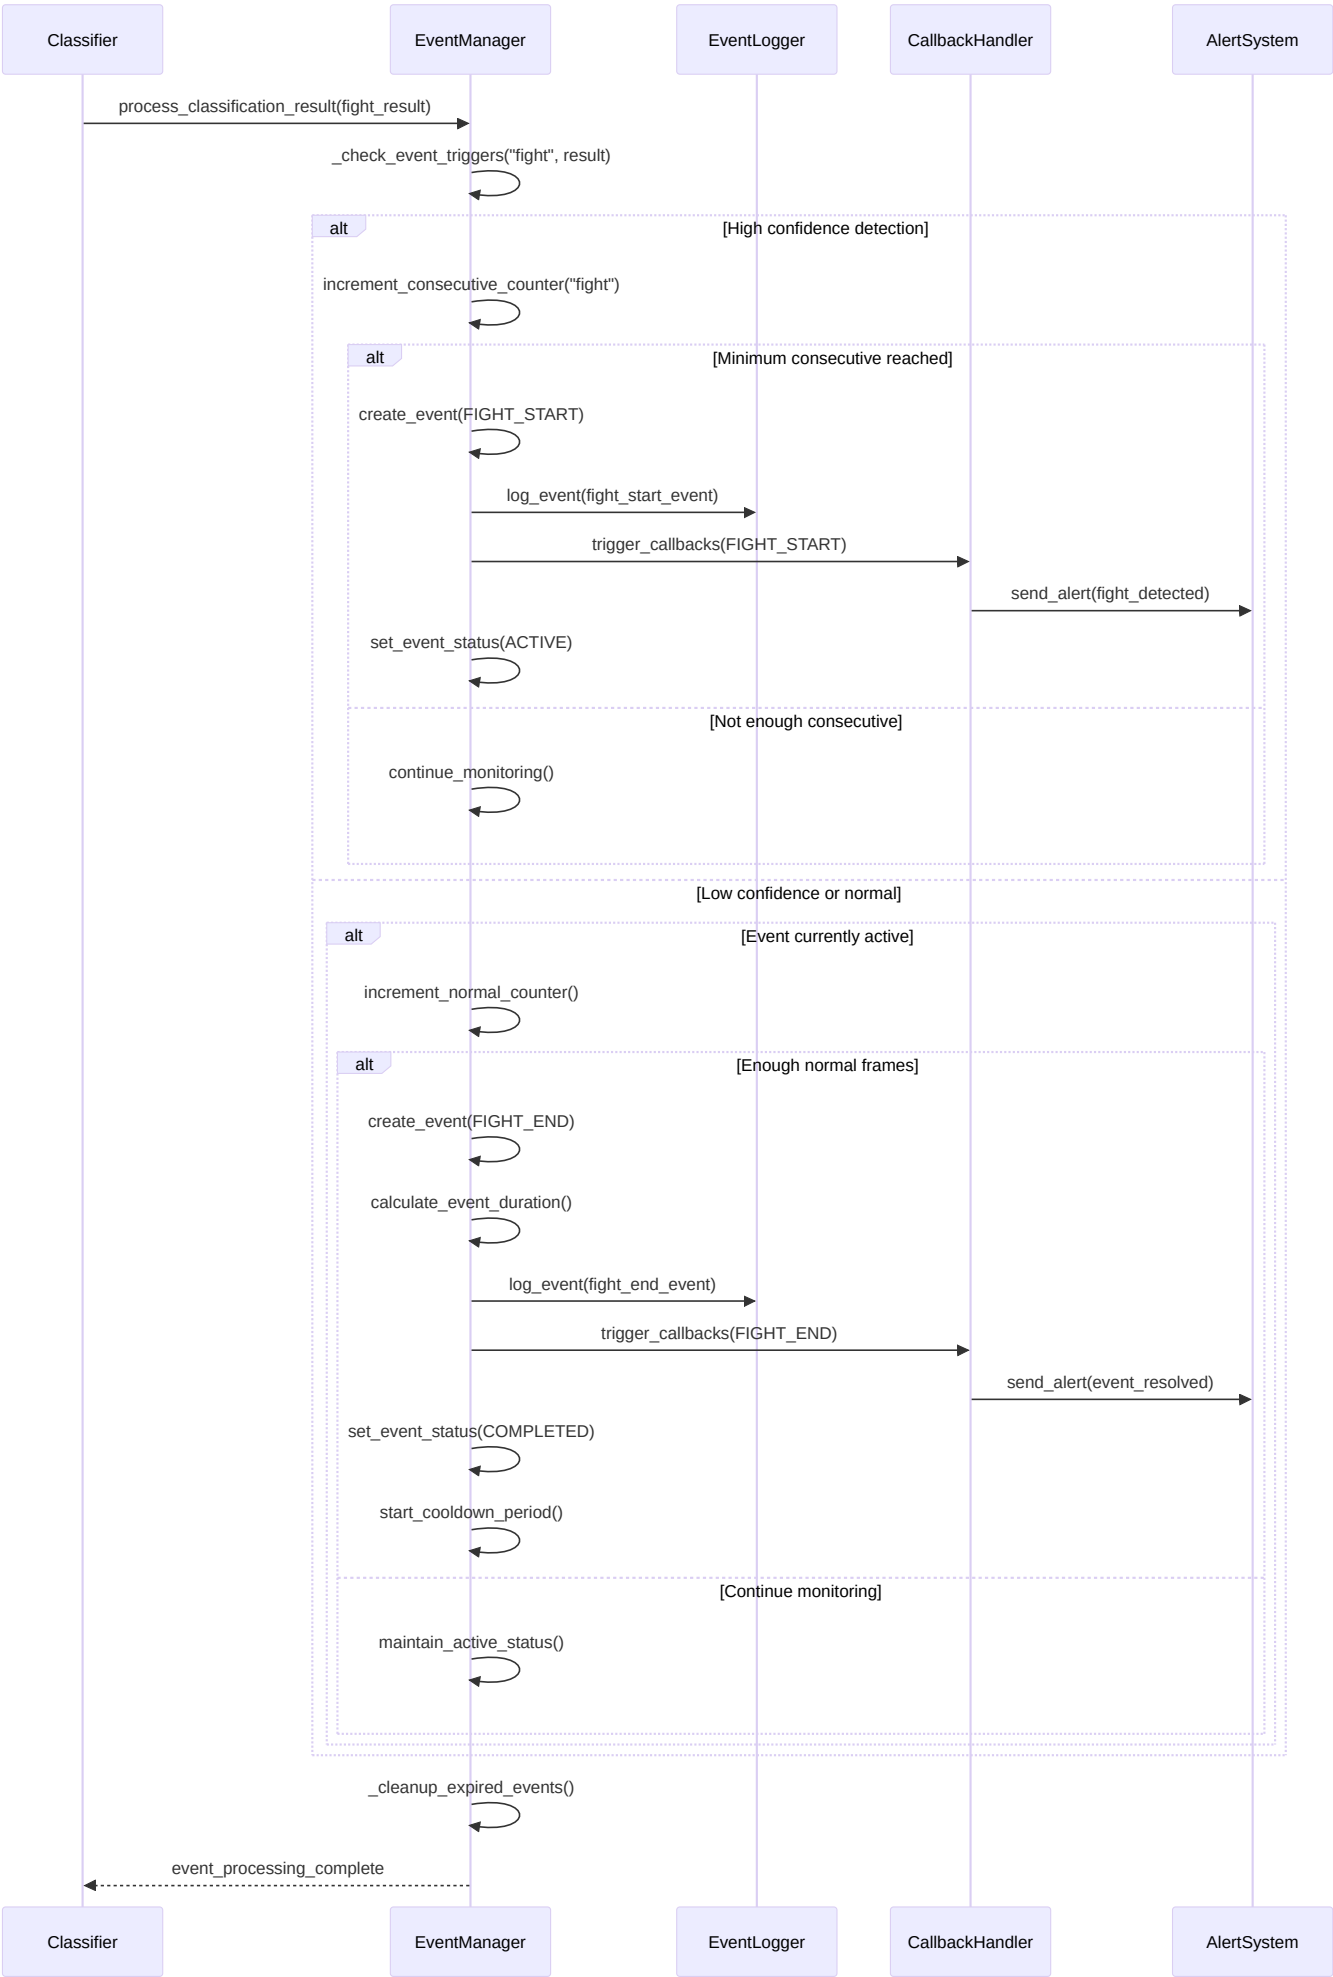 Classifier
EventManager
EventLogger
CallbackHandler
AlertSystem
process_classification_result(fight_result)
_check_event_triggers("fight", result)
alt
[High confidence detection]
increment_consecutive_counter("fight")
alt
[Minimum consecutive reached]
create_event(FIGHT_START)
log_event(fight_start_event)
trigger_callbacks(FIGHT_START)
send_alert(fight_detected)
set_event_status(ACTIVE)
[Not enough consecutive]
continue_monitoring()
[Low confidence or normal]
alt
[Event currently active]
increment_normal_counter()
alt
[Enough normal frames]
create_event(FIGHT_END)
calculate_event_duration()
log_event(fight_end_event)
trigger_callbacks(FIGHT_END)
send_alert(event_resolved)
set_event_status(COMPLETED)
start_cooldown_period()
[Continue monitoring]
maintain_active_status()
_cleanup_expired_events()
event_processing_complete
Classifier
EventManager
EventLogger
CallbackHandler
AlertSystem